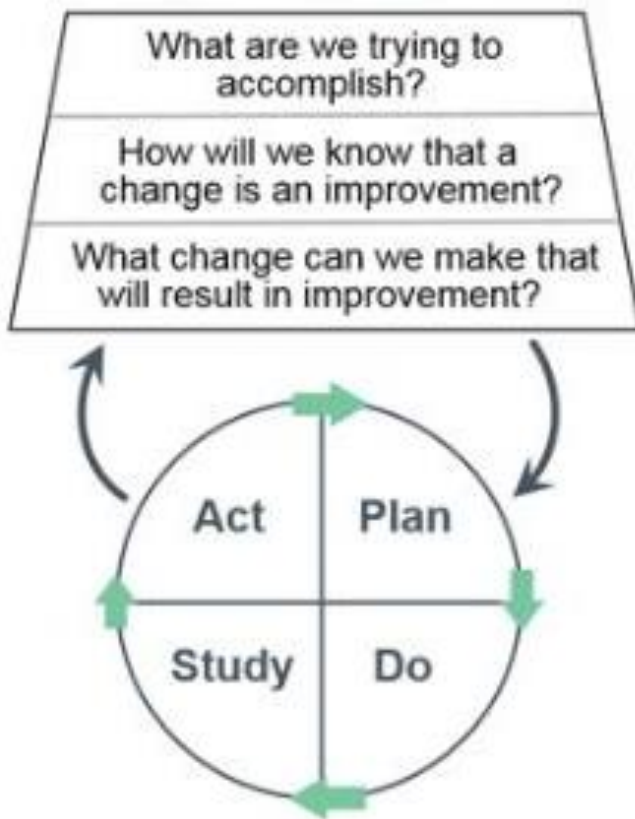 What are we trying to
accomplish?
How will we know that a
change is an improvement?
What change can we make that
will result in improvement?
Act
Plan
Study
Do